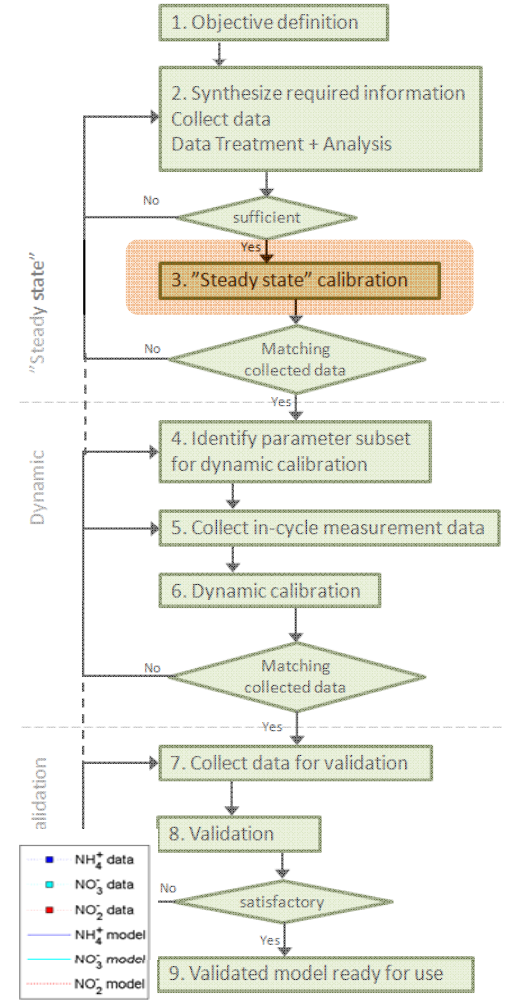 1. Objective definition
2. Synthesize required information
Collect data
Data Treatment + Analysis
No
sufficient
Yes
3. ”Steady state” calibration
”Steady state”
No
Matching
collected data
Yes
4. Identify parameter subset
for dynamic calibration
Dynamic
5. Collect in-cycle measurement data
6. Dynamic calibration
No
Matching
collected data
Yes
7. Collect data for validation
alidation
8. Validation
No
satisfactory
Yes
9. Validated model ready for use
NH₄⁺ data
NO₃⁻ data
NO₂⁻ data
NH₄⁺ model
NO₃⁻ model
NO₂⁻ model